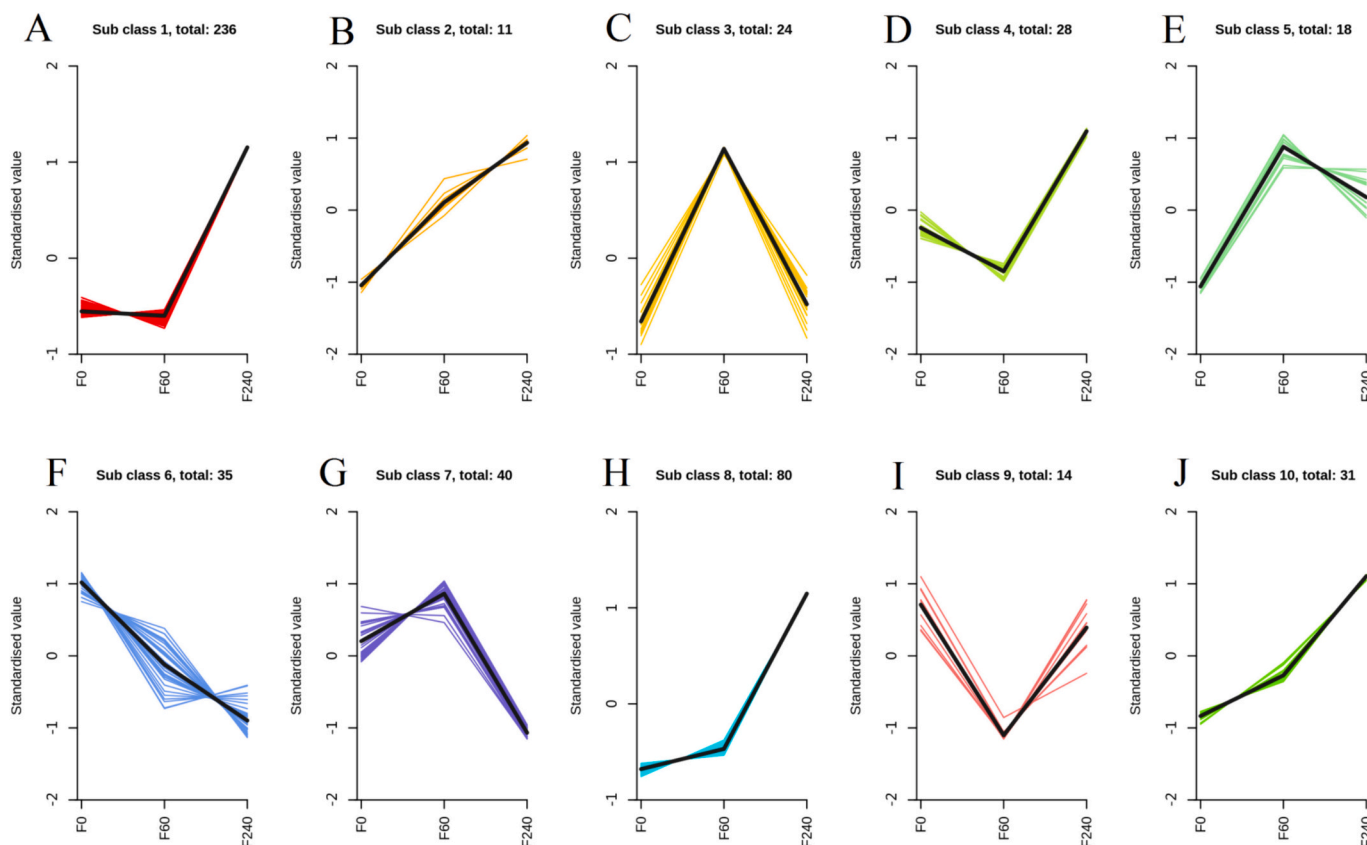 A Sub class 1, total: 236
B Sub class 2, total: 11
C Sub class 3, total: 24
D Sub class 4, total: 28
E Sub class 5, total: 18
Standardised value
2
1
0
-1
F0
F60
F240
Standardised value
2
1
0
-1
-2
F0
F60
F240
Standardised value
2
1
0
-1
F0
F60
F240
Standardised value
2
1
0
-1
-2
F0
F60
F240
Standardised value
2
1
0
-1
-2
F0
F60
F240
F Sub class 6, total: 35
G Sub class 7, total: 40
H Sub class 8, total: 80
I Sub class 9, total: 14
J Sub class 10, total: 31
Standardised value
2
1
0
-1
-2
F0
F60
F240
Standardised value
2
1
0
-1
-2
F0
F60
F240
Standardised value
2
1
0
-1
F0
F60
F240
Standardised value
2
1
0
-1
-2
F0
F60
F240
Standardised value
2
1
0
-1
-2
F0
F60
F240